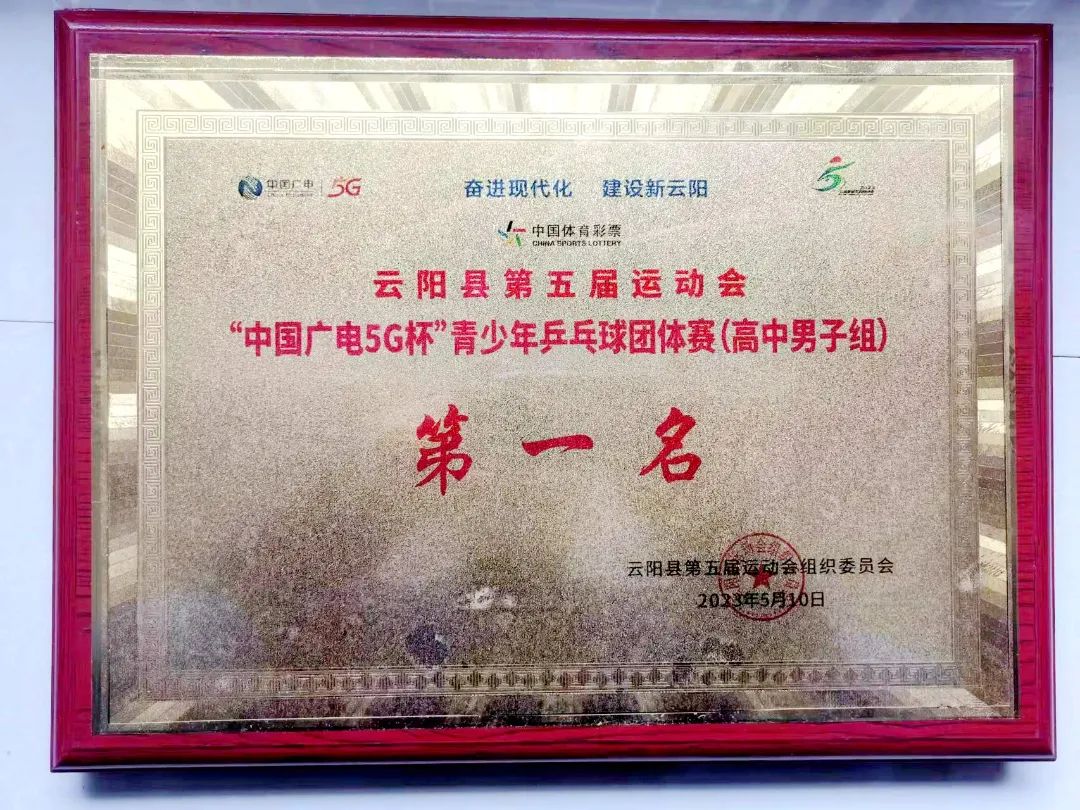 中国广电 5G
奋进现代化 建设新云阳
中国体育彩票
CHINA SPORTS LOTTERY
云阳县第五届运动会
“中国广电5G杯”青少年乒乓球团体赛(高中男子组)
第一名
云阳县第五届运动会组织委员会
2023年5月10日